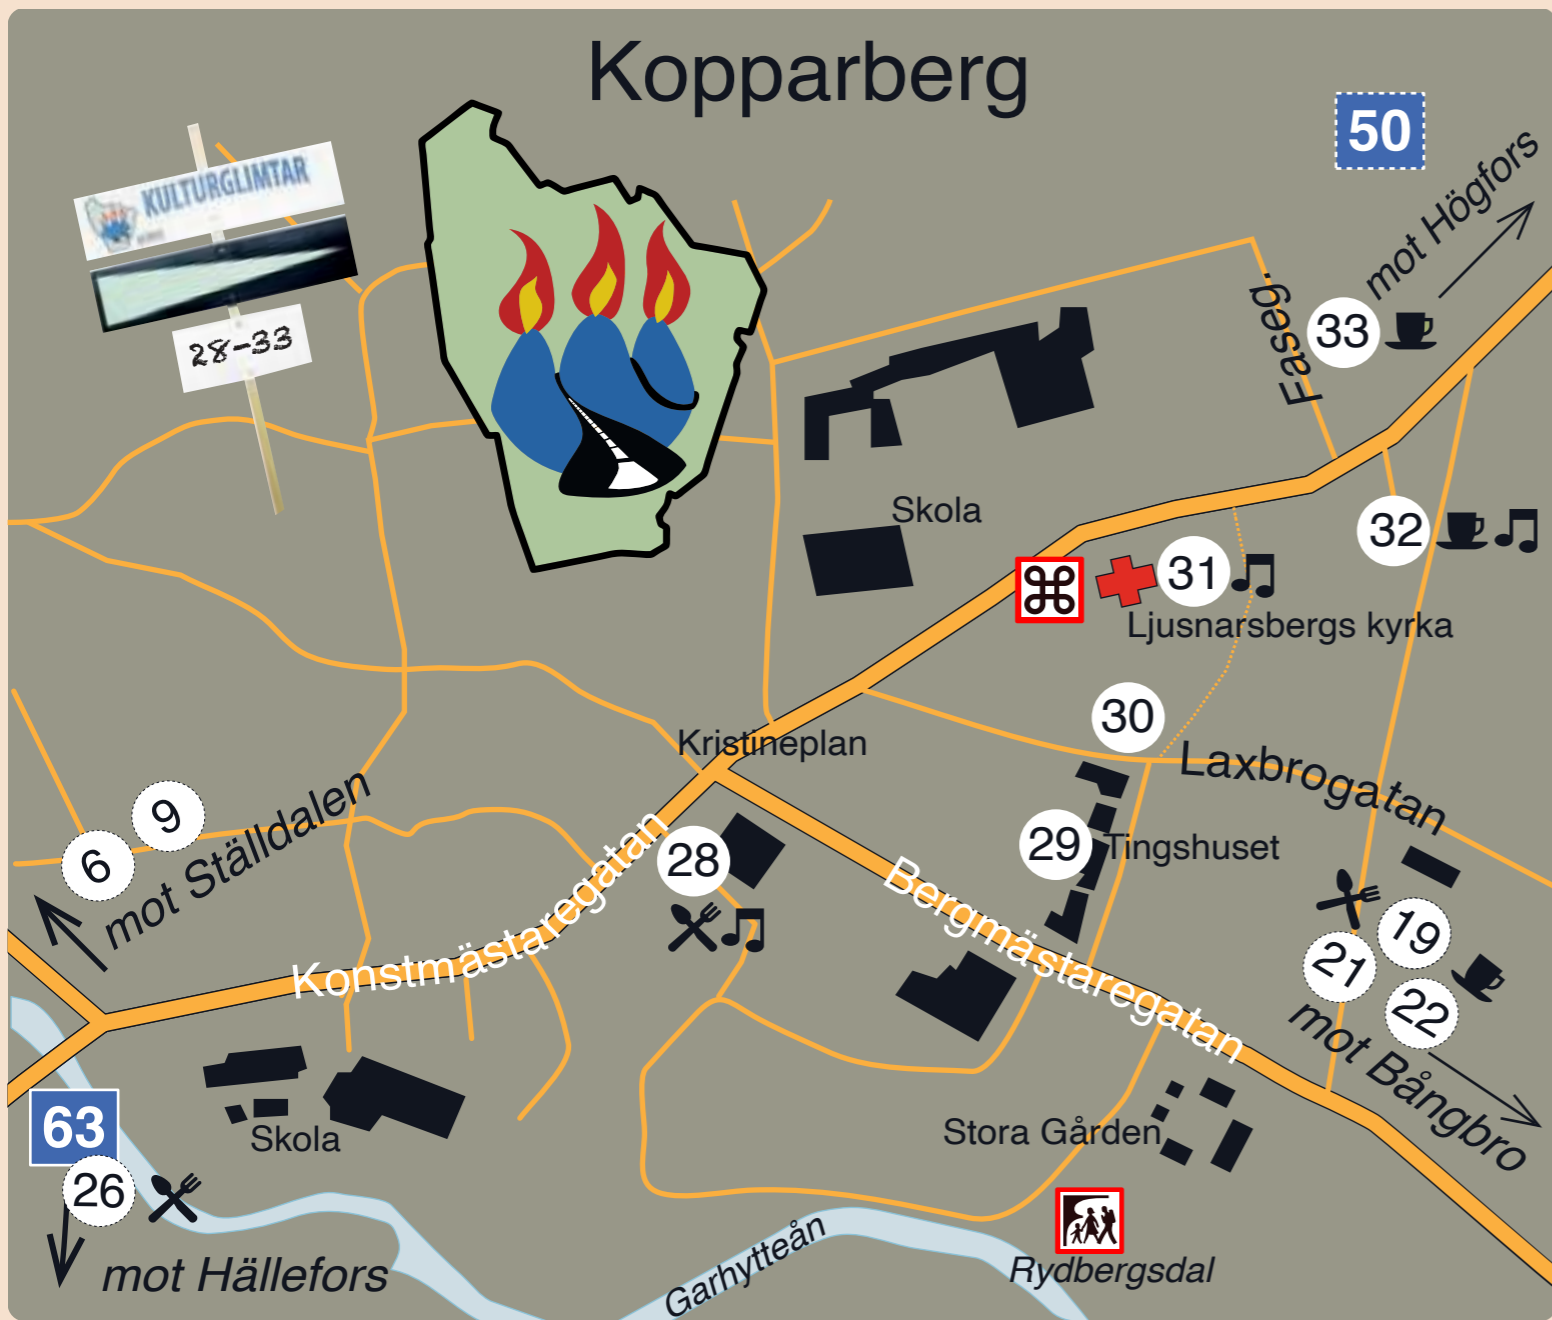 Kopparberg
50
mot Högfors
KULTURGLIMTAR
28-33
Faseg.
33
Skola
32
31
Ljusnarsbergs kyrka
30
Kristineplan
Laxbrogatan
9
6
mot Ställdalen
28
29
Tingshuset
Konstmästaregatan
Bergmästaregatan
19
21
22
mot Bångbro
63
Skola
Stora Gården
26
mot Hällefors
Garhytteån
Rydbergsdal